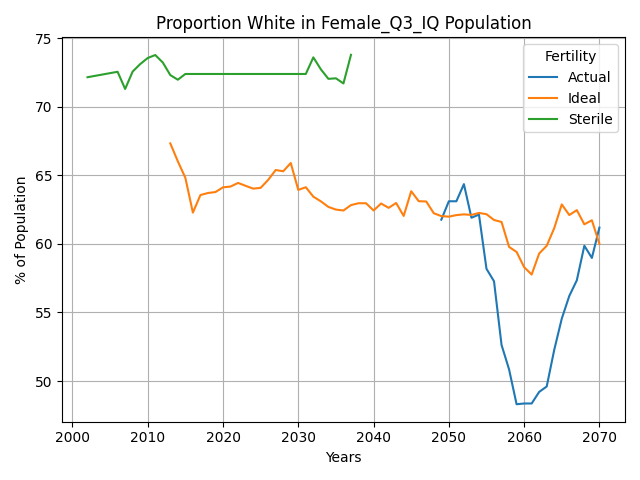 Proportion White in Female_Q3_IQ Population
% of Population
75
70
65
60
55
50
2000
2010
2020
2030
2040
2050
2060
2070
Years
Fertility
Actual
Ideal
Sterile